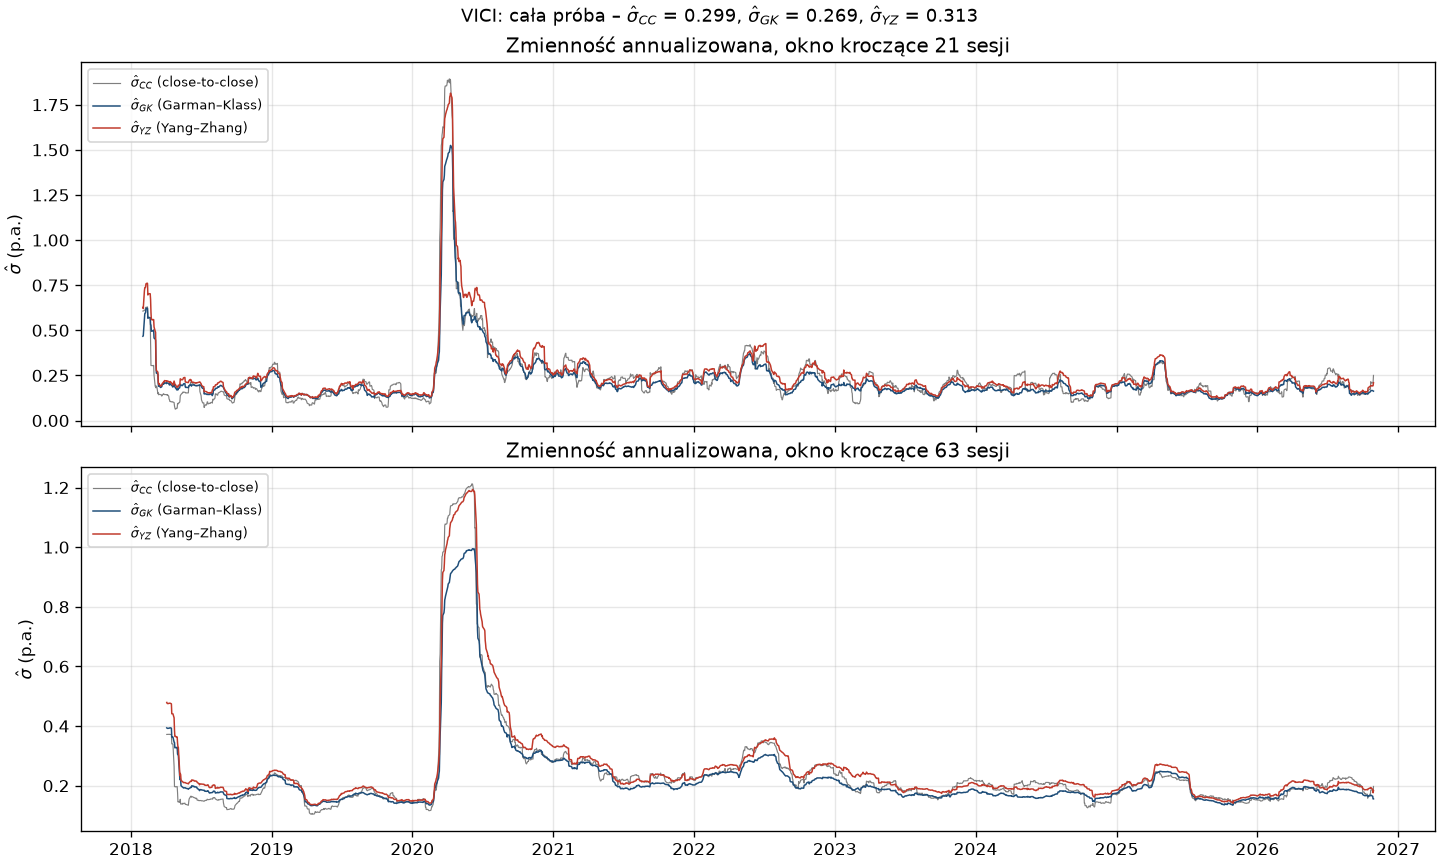 VICI: cała próba – σ̂_CC = 0.299, σ̂_GK = 0.269, σ̂_YZ = 0.313
Zmienność annualizowana, okno kroczące 21 sesji
σ̂_CC (close-to-close)
σ̂_GK (Garman–Klass)
σ̂_YZ (Yang–Zhang)
σ̂ (p.a.)
1.75
1.50
1.25
1.00
0.75
0.50
0.25
0.00
Zmienność annualizowana, okno kroczące 63 sesji
σ̂_CC (close-to-close)
σ̂_GK (Garman–Klass)
σ̂_YZ (Yang–Zhang)
σ̂ (p.a.)
1.2
1.0
0.8
0.6
0.4
0.2
2018 2019 2020 2021 2022 2023 2024 2025 2026 2027